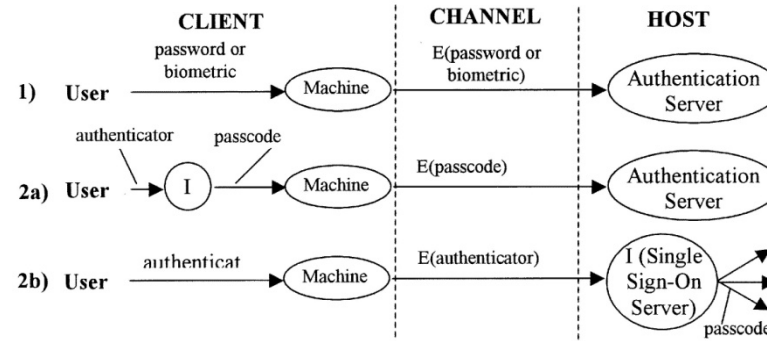 CLIENT CHANNEL HOST
password or biometric E(password or biometric)
1) User Machine Authentication Server
authenticator passcode
2a) User I Machine E(passcode) Authentication Server
2b) User authenticat Machine E(authenticator) I (Single Sign-On Server)
passcode